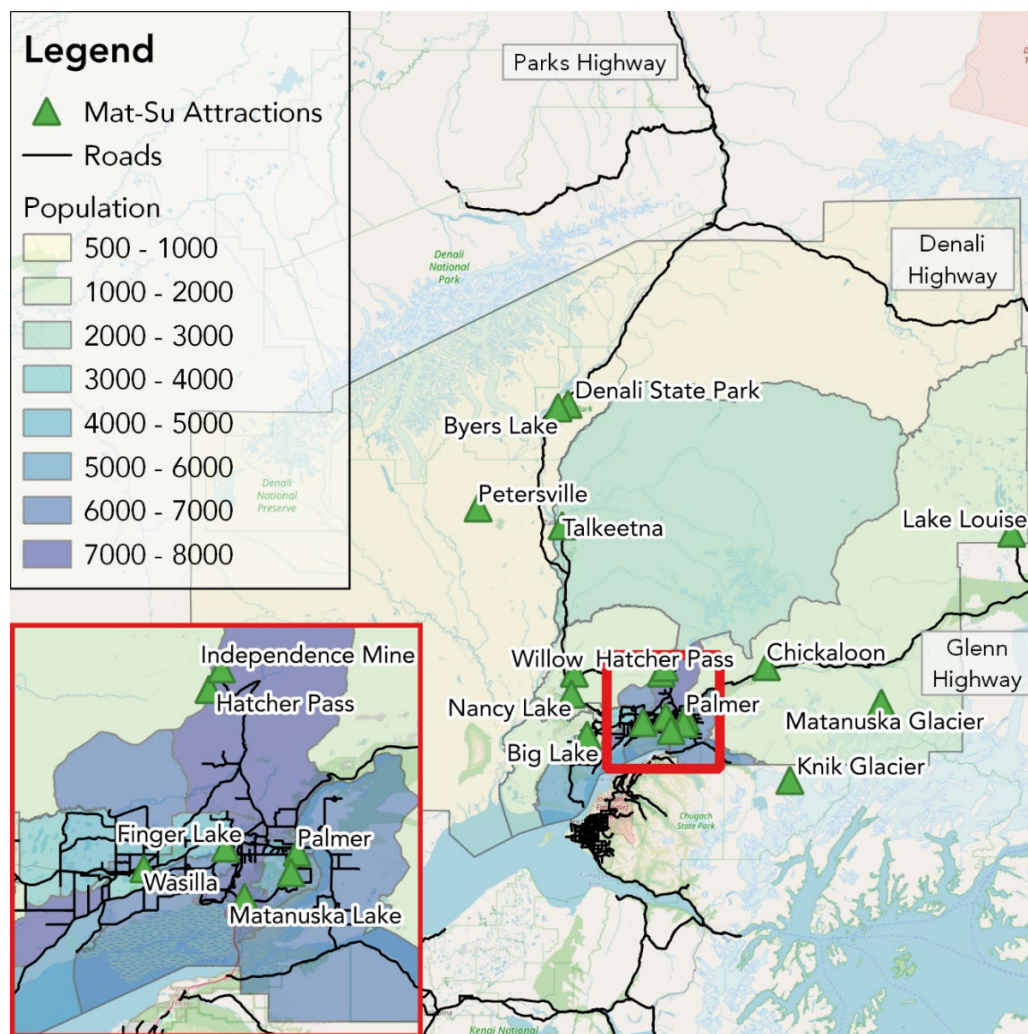 Legend
Mat-Su Attractions
Roads
Population
500 - 1000
1000 - 2000
2000 - 3000
3000 - 4000
4000 - 5000
5000 - 6000
6000 - 7000
7000 - 8000
Parks Highway
Denali
Highway
Denali
National
Park
Denali State Park
Byers Lake
Denali
National
Preserve
Petersville
Talkeetna
Lake Louise
Glenn
Highway
Chickaloon
Willow
Hatcher Pass
Nancy Lake
Palmer
Matanuska Glacier
Big Lake
Knik Glacier
Chugach
State Park
Kenai National
Independence Mine
Hatcher Pass
Finger Lake
Palmer
Wasilla
Matanuska Lake